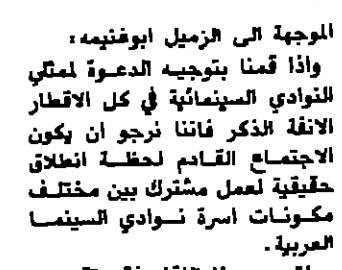 الموجهة الى الزميل ابوغنيمه :
واذا قمنا بتوجيه الدعوة لممثلي
النوادي السينمائية في كل الاقطار
الانفة الذكر فاننا نرجو ان يكون
الاجتماع القادم لحظة انطلاق
حقيقية لعمل مشترك بين مختلف
مكونات اسرة نوادي السينما
العربية .